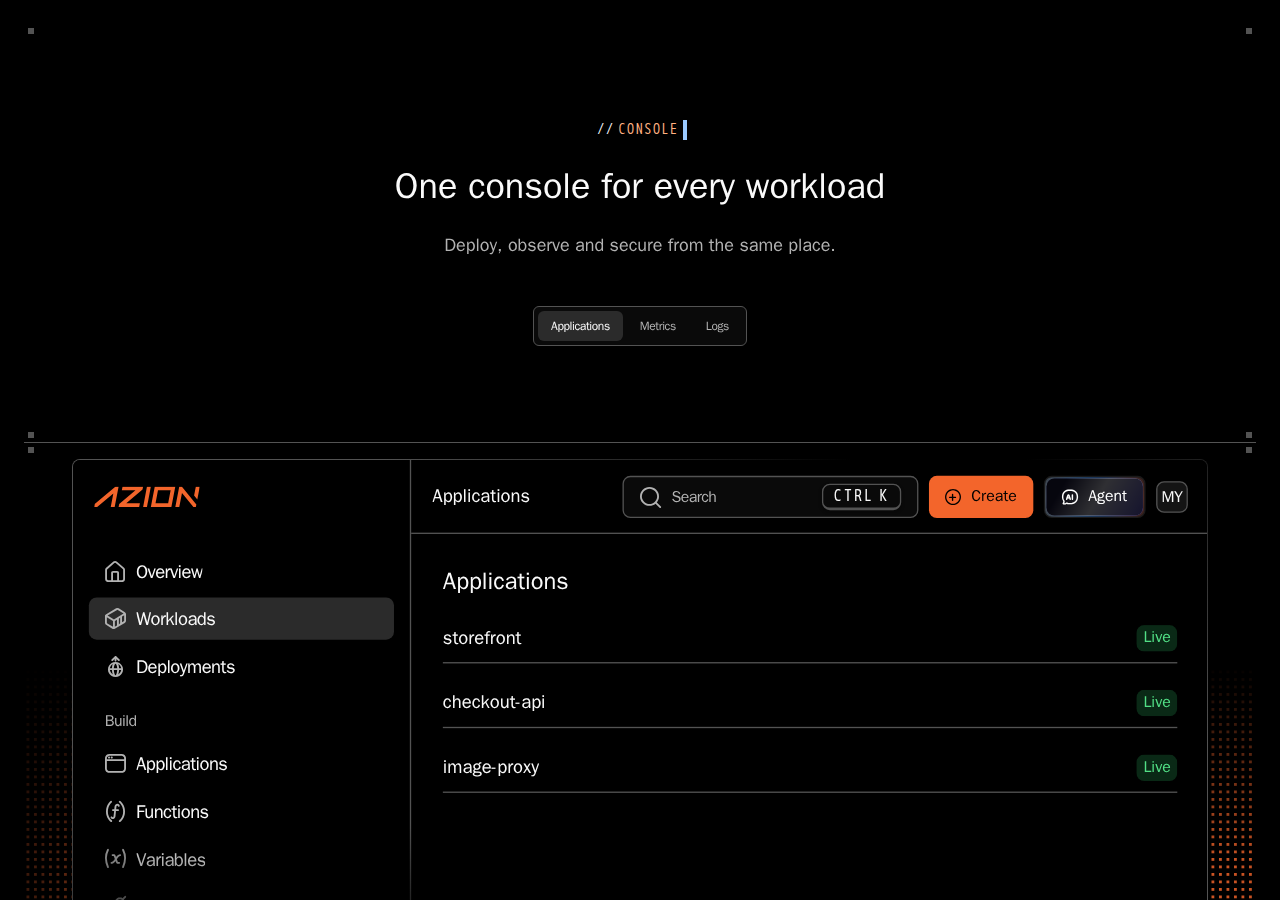 // CONSOLE
One console for every workload
Deploy, observe and secure from the same place.
Applications
Metrics
Logs
AZION
Applications
Search
CTRL K
Create
AI
Agent
MY
Overview
Workloads
Deployments
Build
Applications
Functions
Variables
Applications
storefront
Live
checkout-api
Live
image-proxy
Live